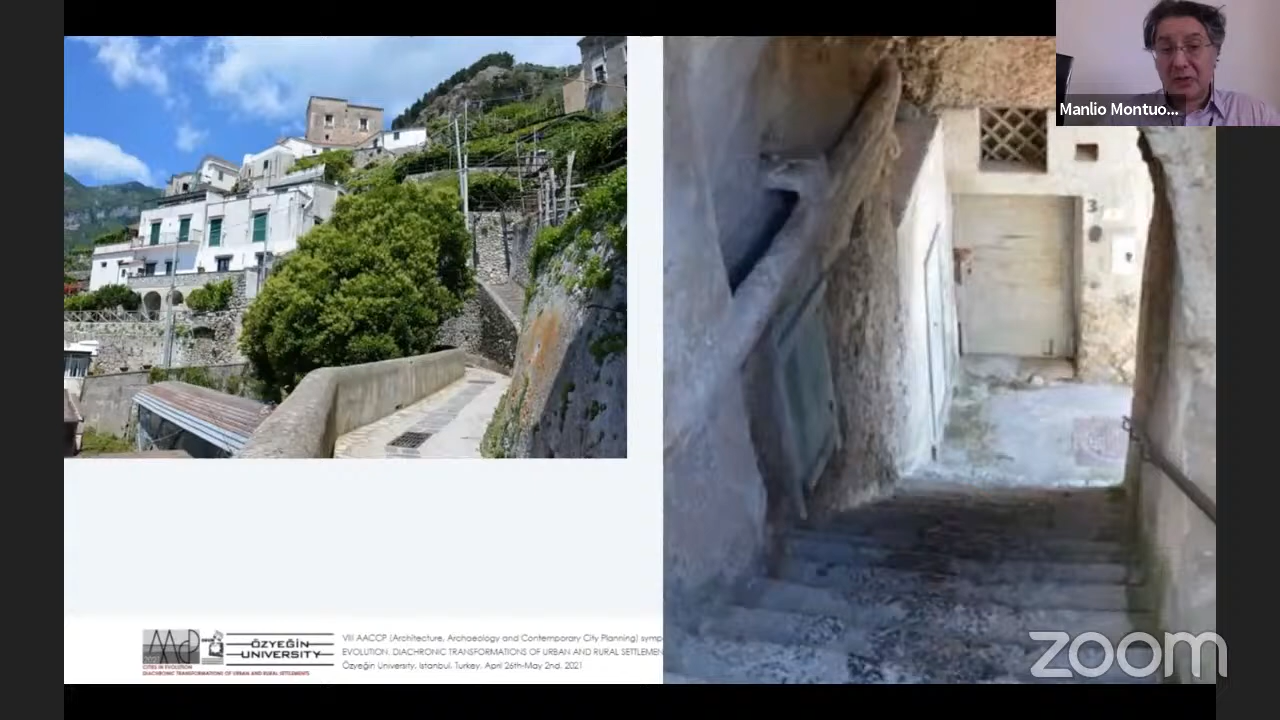 Manlio Montuo...
3
AACCP
ÖZYEĞİN
UNIVERSITY
CITIES IN EVOLUTION
DIACHRONIC TRANSFORMATIONS OF URBAN AND RURAL SETTLEMENTS
VIII AACCP (Architecture, Archaeology and Contemporary City Planning) symp
EVOLUTION. DIACHRONIC TRANSFORMATIONS OF URBAN AND RURAL SETTLEMEN
Özyeğin University, Istanbul, Turkey, April 26th-May 2nd, 2021
zoom